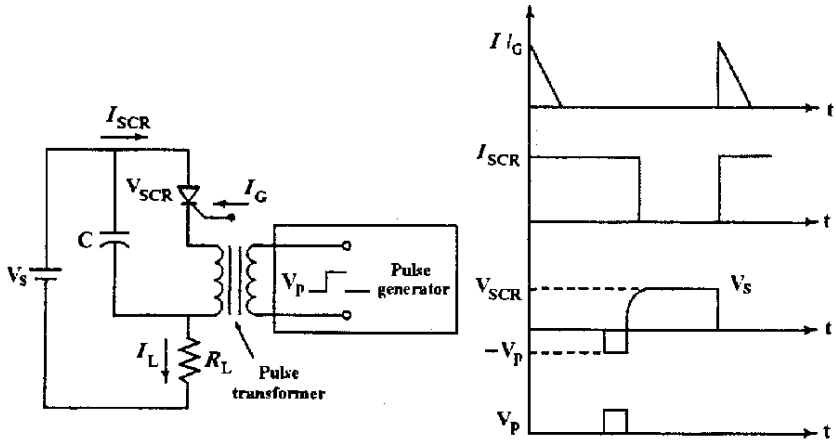 I_SCR
V_SCR
I_G
C
V_s
V_p
Pulse
generator
I_L
R_L
Pulse
transformer
I I_G
t
I_SCR
t
V_SCR
V_s
–V_p
t
V_p
t